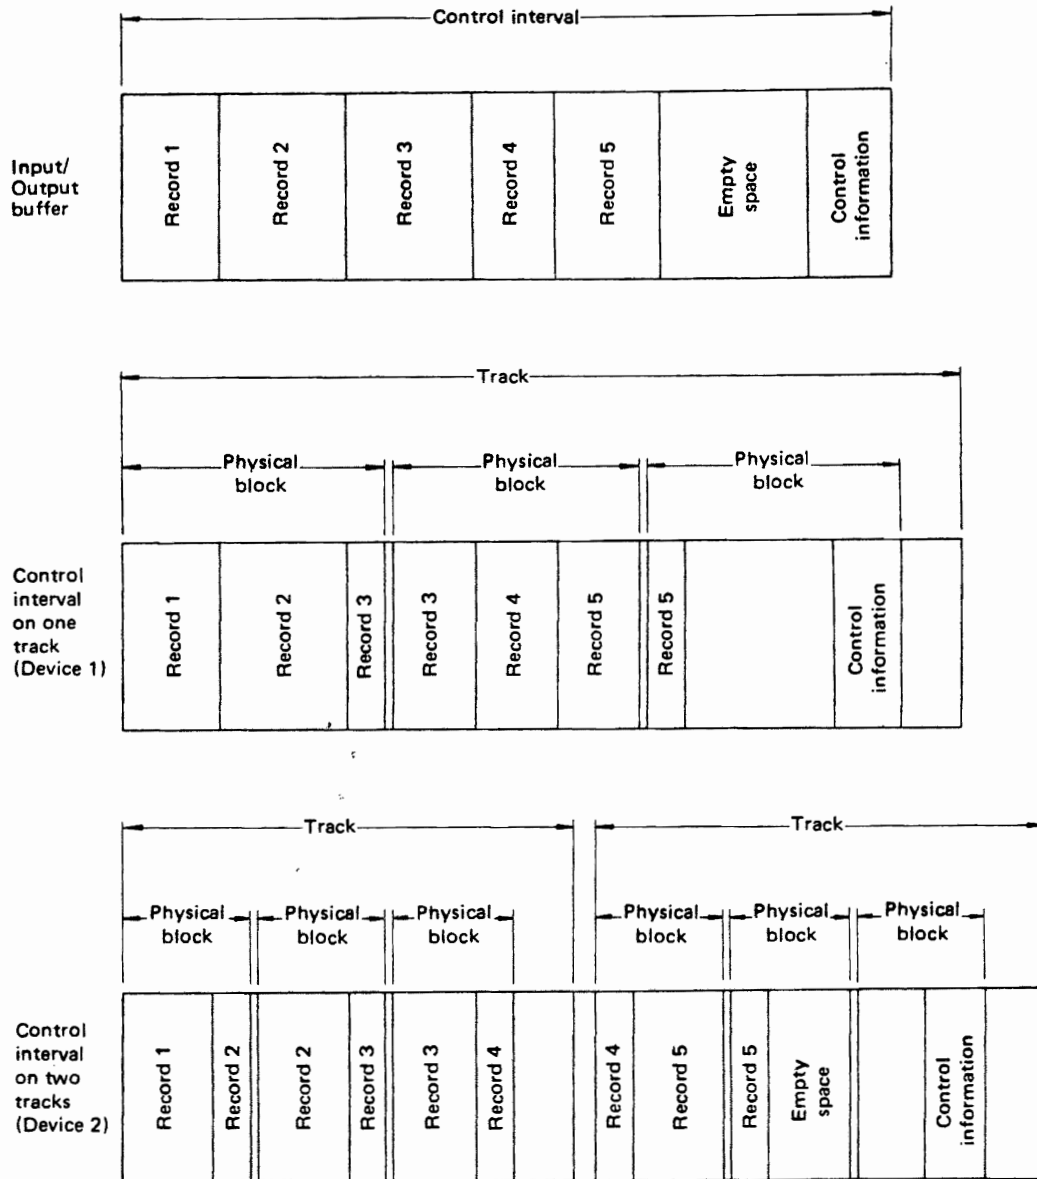 Control interval
Input/
Output
buffer
Record 1
Record 2
Record 3
Record 4
Record 5
Empty
space
Control
information
Track
Physical
block
Physical
block
Physical
block
Control
interval
on one
track
(Device 1)
Record 1
Record 2
Record 3
Record 3
Record 4
Record 5
Record 5
Control
information
Track
Track
Physical
block
Physical
block
Physical
block
Physical
block
Physical
block
Physical
block
Control
interval
on two
tracks
(Device 2)
Record 1
Record 2
Record 2
Record 3
Record 3
Record 4
Record 4
Record 5
Record 5
Empty
space
Control
information